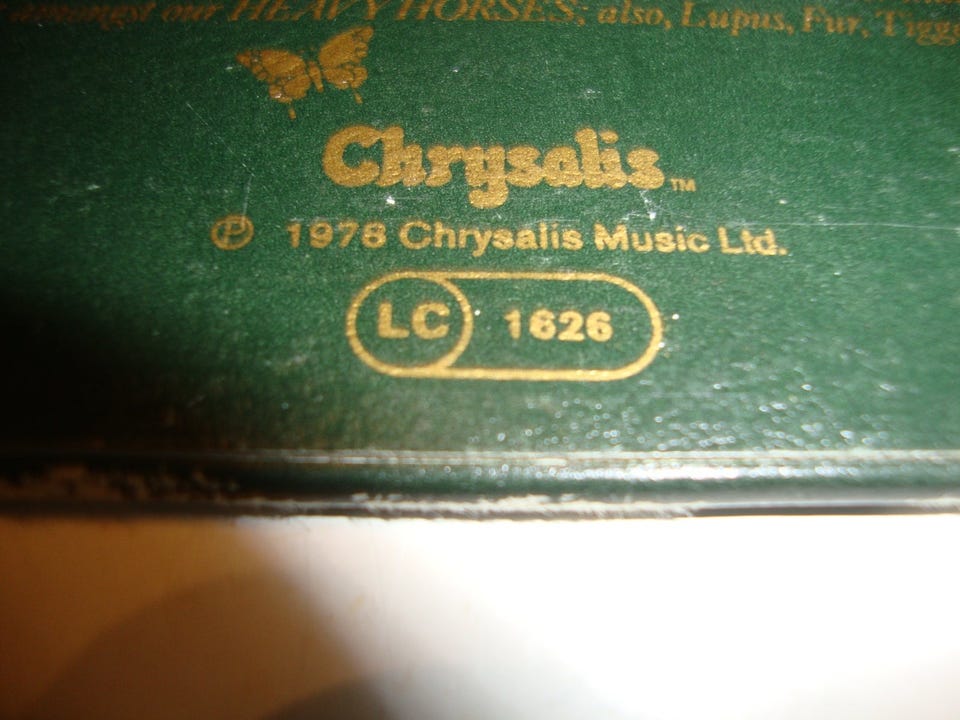 amongst our HEAVY HORSES; also, Lupus, Fur, Tigg
Chrysalis™
℗ 1978 Chrysalis Music Ltd.
LC 1626